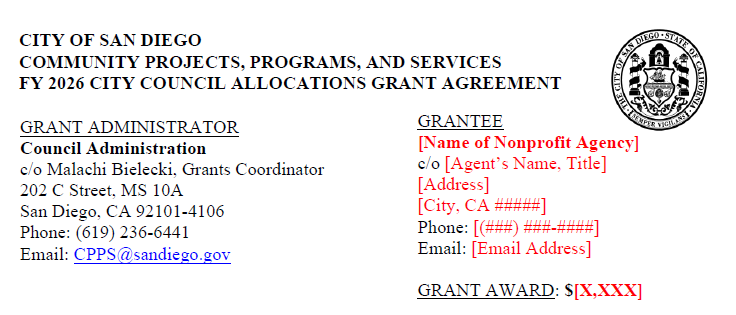 CITY OF SAN DIEGO
COMMUNITY PROJECTS, PROGRAMS, AND SERVICES
FY 2026 CITY COUNCIL ALLOCATIONS GRANT AGREEMENT
THE CITY OF SAN DIEGO · STATE OF CALIFORNIA
SEMPER VIGILANS
GRANT ADMINISTRATOR
Council Administration
c/o Malachi Bielecki, Grants Coordinator
202 C Street, MS 10A
San Diego, CA 92101-4106
Phone: (619) 236-6441
Email: CPPS@sandiego.gov
GRANTEE
[Name of Nonprofit Agency]
c/o [Agent's Name, Title]
[Address]
[City, CA #####]
Phone: [(###) ###-####]
Email: [Email Address]
GRANT AWARD: $[X,XXX]